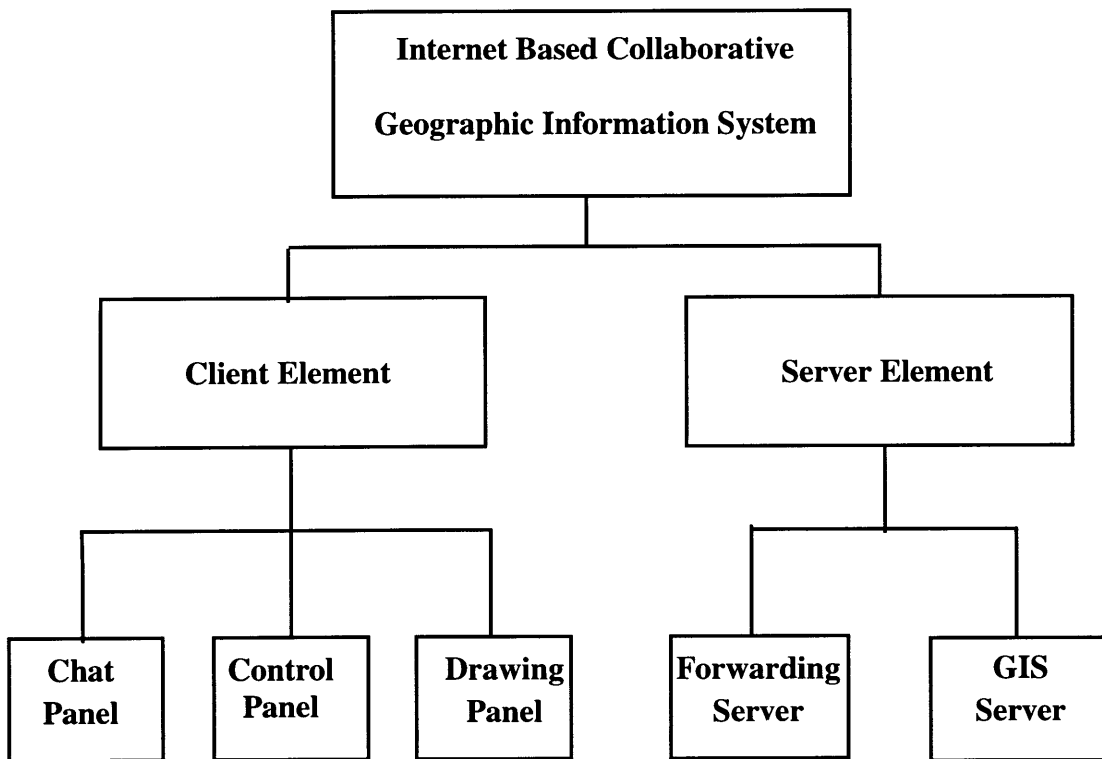 Internet Based Collaborative
Geographic Information System
Client Element
Server Element
Chat
Panel
Control
Panel
Drawing
Panel
Forwarding
Server
GIS
Server